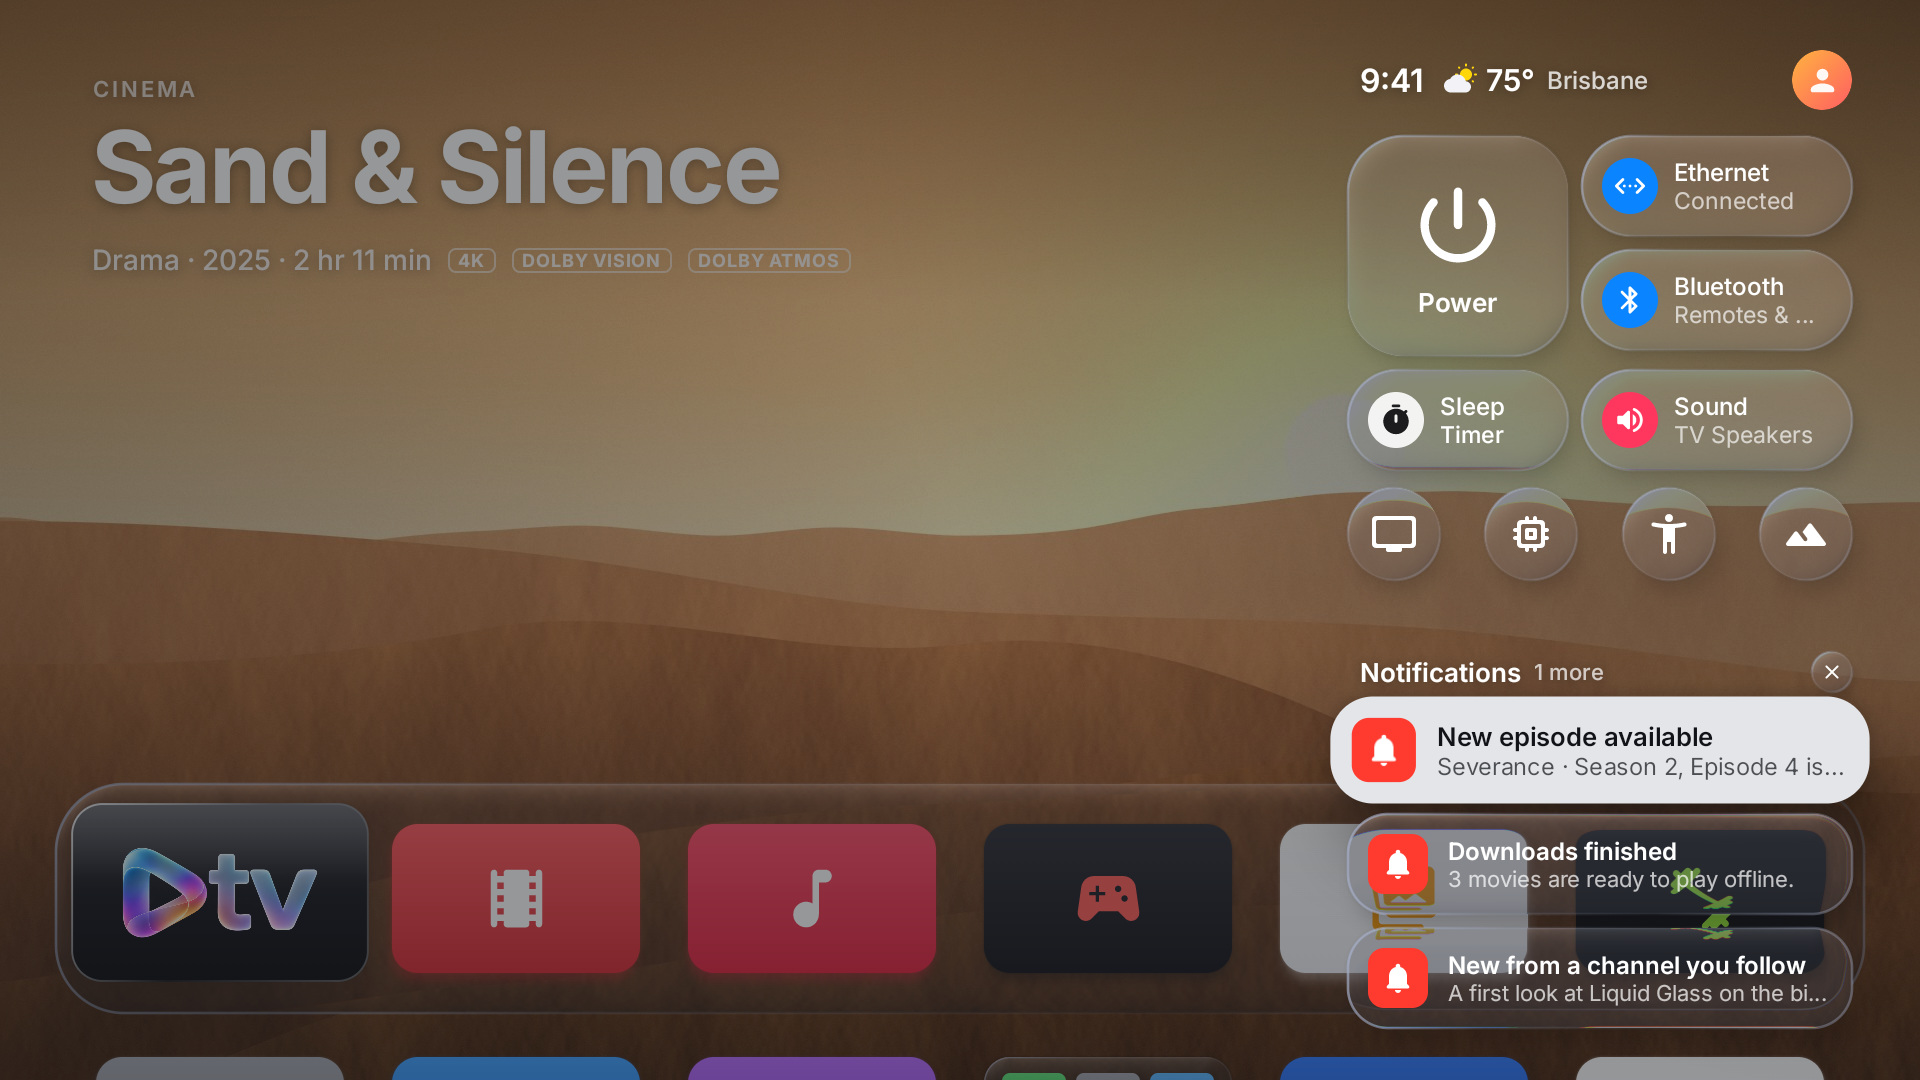 CINEMA
Sand & Silence
Drama · 2025 · 2 hr 11 min 4K DOLBY VISION DOLBY ATMOS
9:41 75° Brisbane
Power
Ethernet
Connected
Bluetooth
Remotes & ...
Sleep
Timer
Sound
TV Speakers
Notifications 1 more
New episode available
Severance · Season 2, Episode 4 is...
Downloads finished
3 movies are ready to play offline.
New from a channel you follow
A first look at Liquid Glass on the bi...
tv